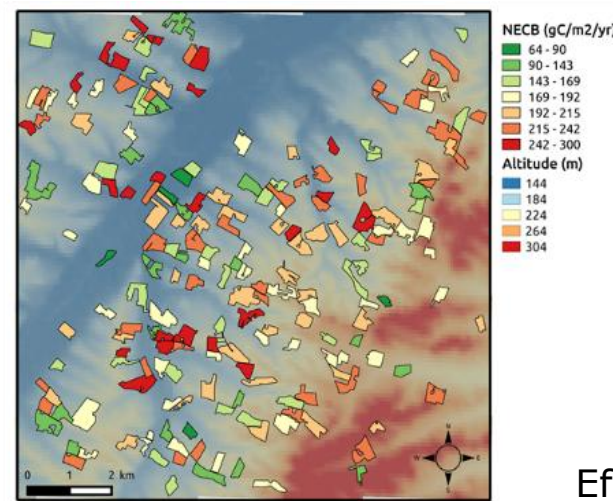 NECB (gC/m2/yr)
64 - 90
90 - 143
143 - 169
169 - 192
192 - 215
215 - 242
242 - 300
Altitude (m)
144
184
224
264
304
N
W E
S
0 1 2 km
Ef